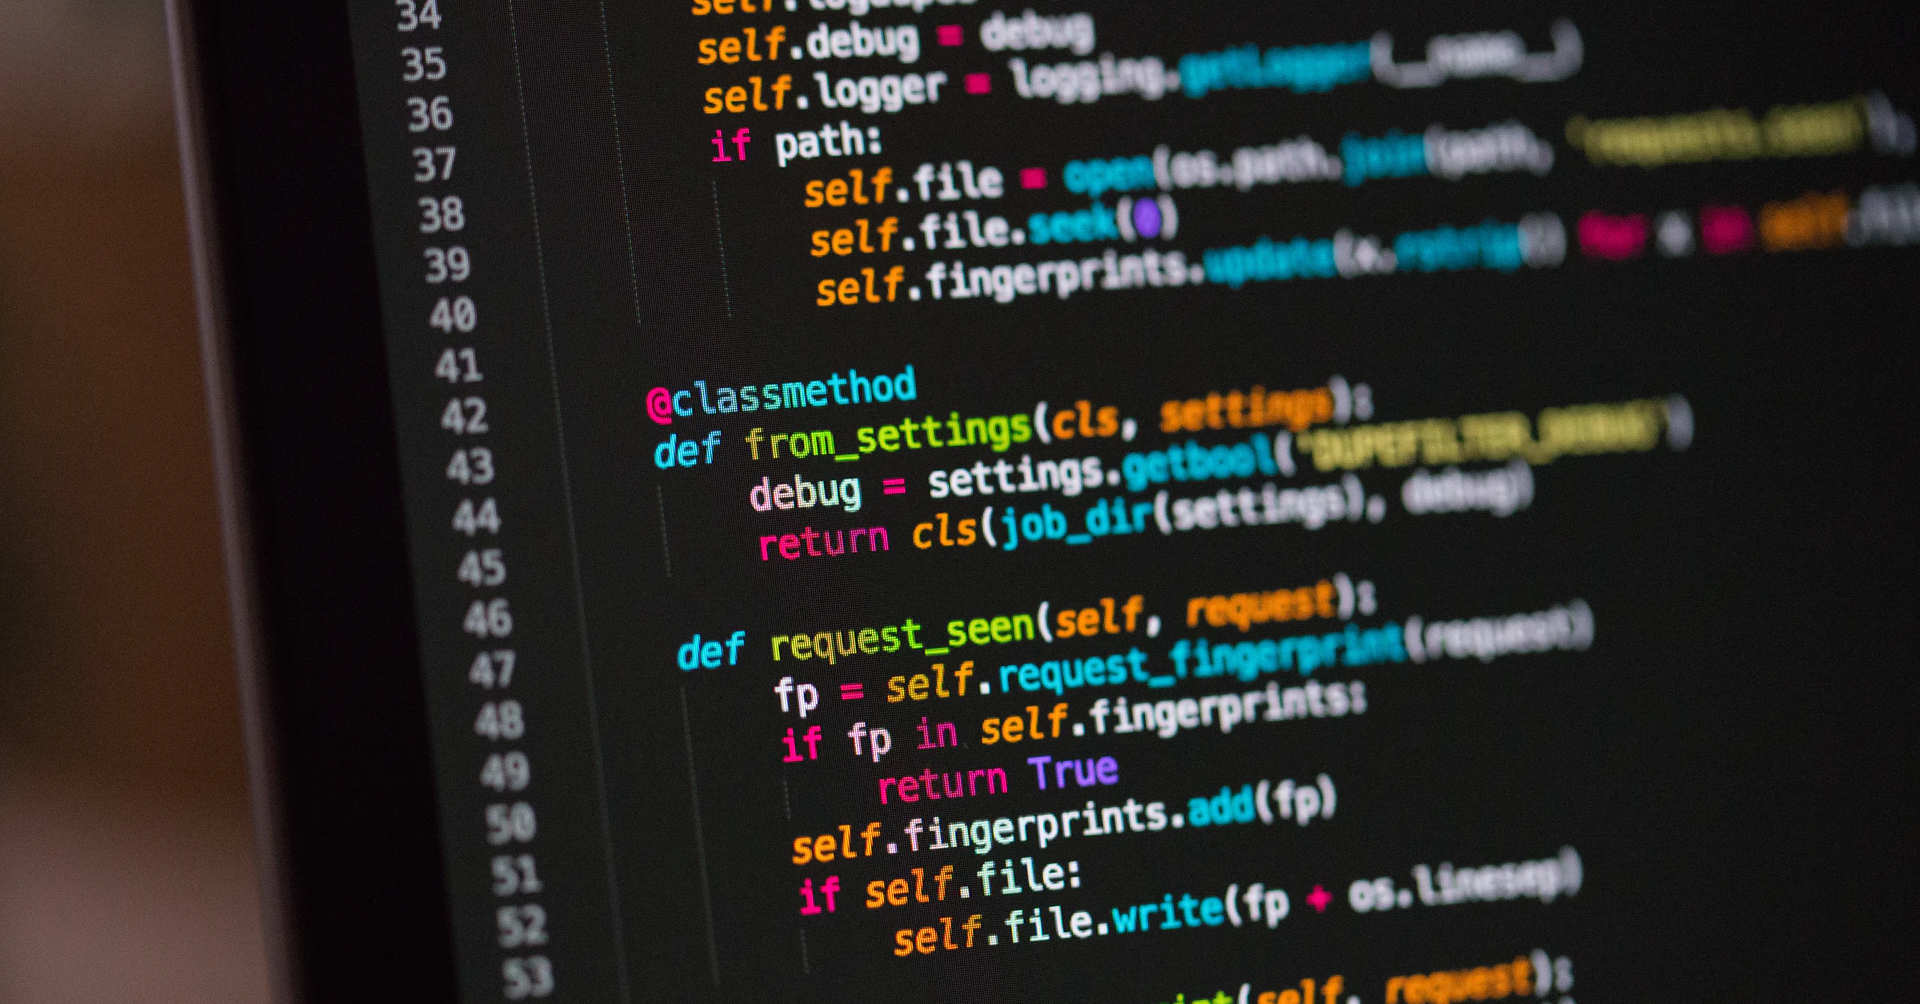 34
35 self.debug = debug
36 self.logger = logging.getLogger(__name__)
37 if path:
38 self.file = open(os.path.join(path, 'requests.seen'),
39 self.file.seek(0)
40 self.fingerprints.update(x.rstrip() for x in self.
41
42 @classmethod
43 def from_settings(cls, settings):
44 debug = settings.getbool('DUPEFILTER_DEBUG')
45 return cls(job_dir(settings), debug)
46
47 def request_seen(self, request):
48 fp = self.request_fingerprint(request)
49 if fp in self.fingerprints:
50 return True
51 self.fingerprints.add(fp)
52 if self.file:
53 self.file.write(fp + os.linesep)
(self, request):